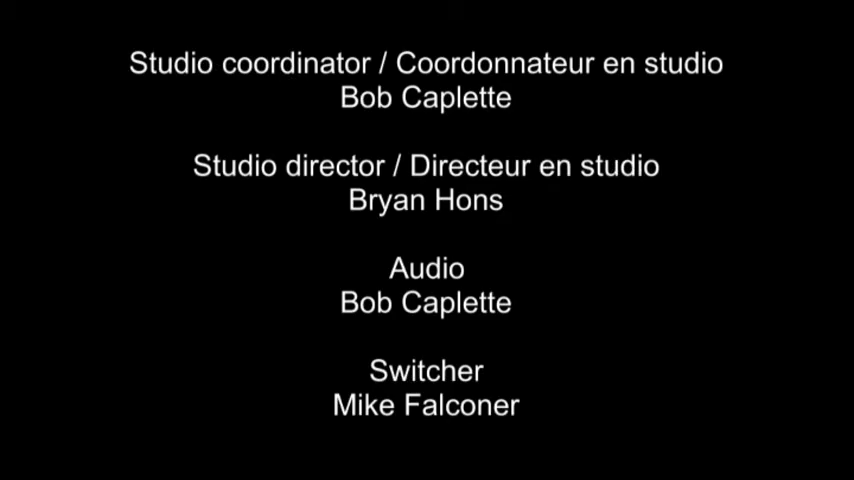 Studio coordinator / Coordonnateur en studio
Bob Caplette
Studio director / Directeur en studio
Bryan Hons
Audio
Bob Caplette
Switcher
Mike Falconer